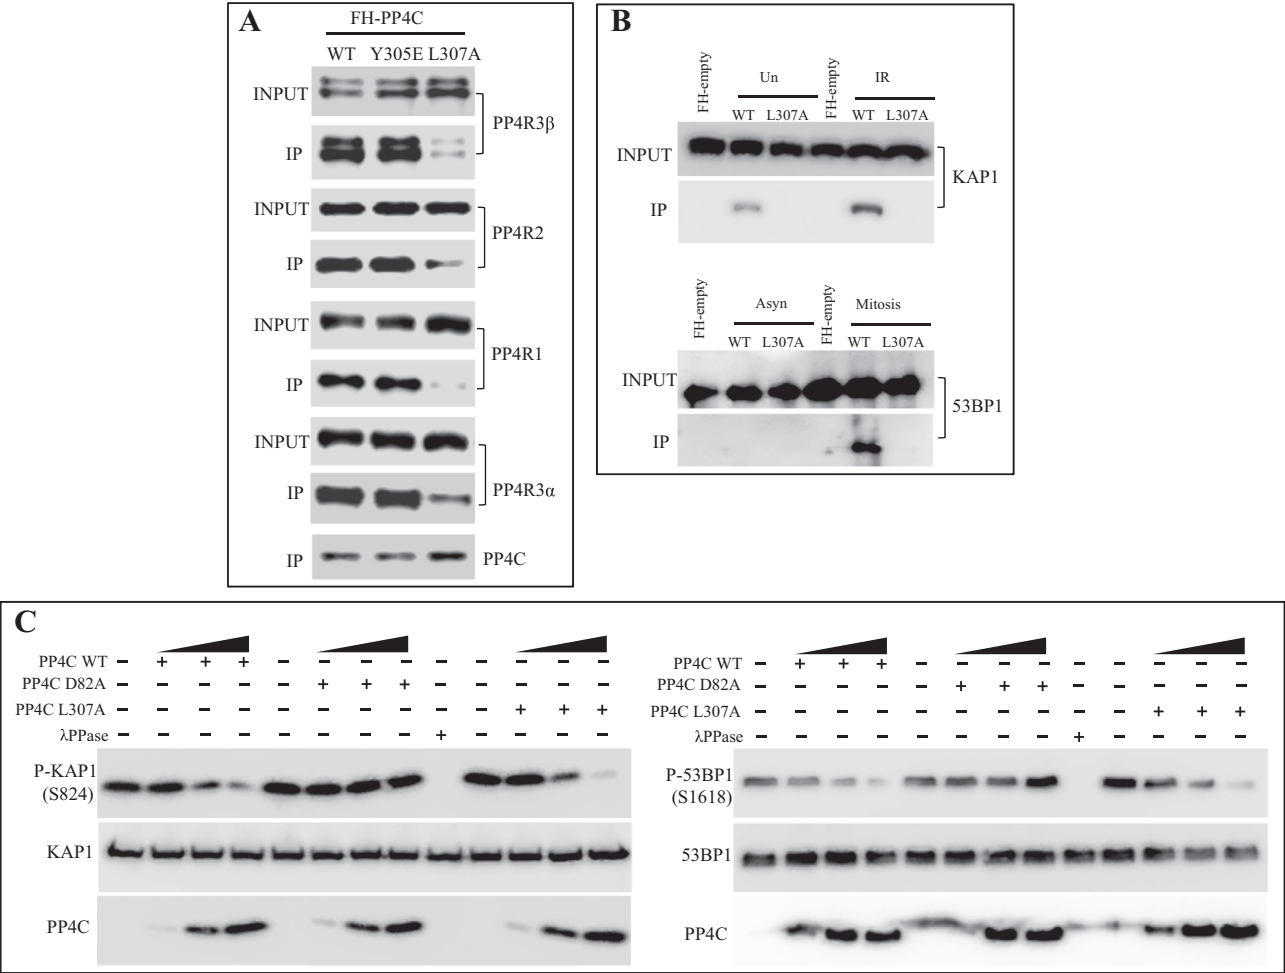 A
FH-PP4C
WT Y305E L307A
INPUT
PP4R3β
IP
INPUT
PP4R2
IP
INPUT
PP4R1
IP
INPUT
PP4R3α
IP
IP PP4C
B
FH-empty Un FH-empty IR
WT L307A WT L307A
INPUT
KAP1
IP
FH-empty Asyn FH-empty Mitosis
WT L307A WT L307A
INPUT
53BP1
IP
C
PP4C WT − + + + − − − − − − − − −
PP4C D82A − − − − − + + + − − − − −
PP4C L307A − − − − − − − − − − + + +
λPPase − − − − − − − − + − − − −
P-KAP1
(S824)
KAP1
PP4C
PP4C WT − + + + − − − − − − − − −
PP4C D82A − − − − − + + + − − − − −
PP4C L307A − − − − − − − − − − + + +
λPPase − − − − − − − − + − − − −
P-53BP1
(S1618)
53BP1
PP4C